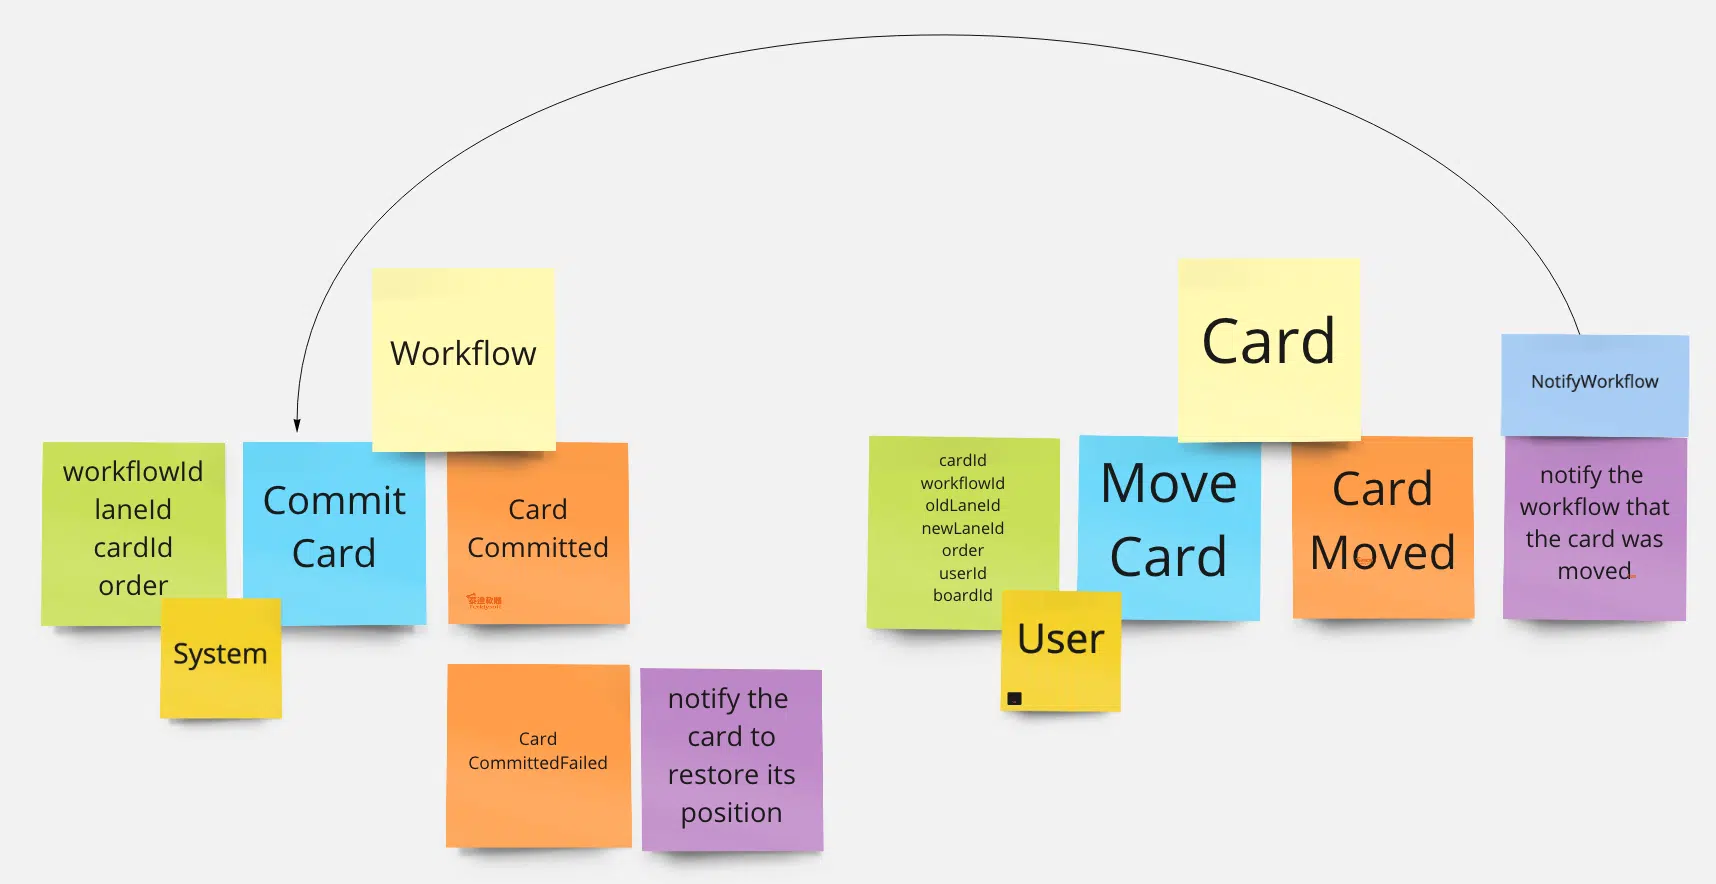 Workflow
workflowId
laneId
cardId
order
Commit
Card
Card
Committed
System
Card
CommittedFailed
notify the
card to
restore its
position
Card
NotifyWorkflow
cardId
workflowId
oldLaneId
newLaneId
order
userId
boardId
Move
Card
Card
Moved
notify the
workflow that
the card was
moved
User